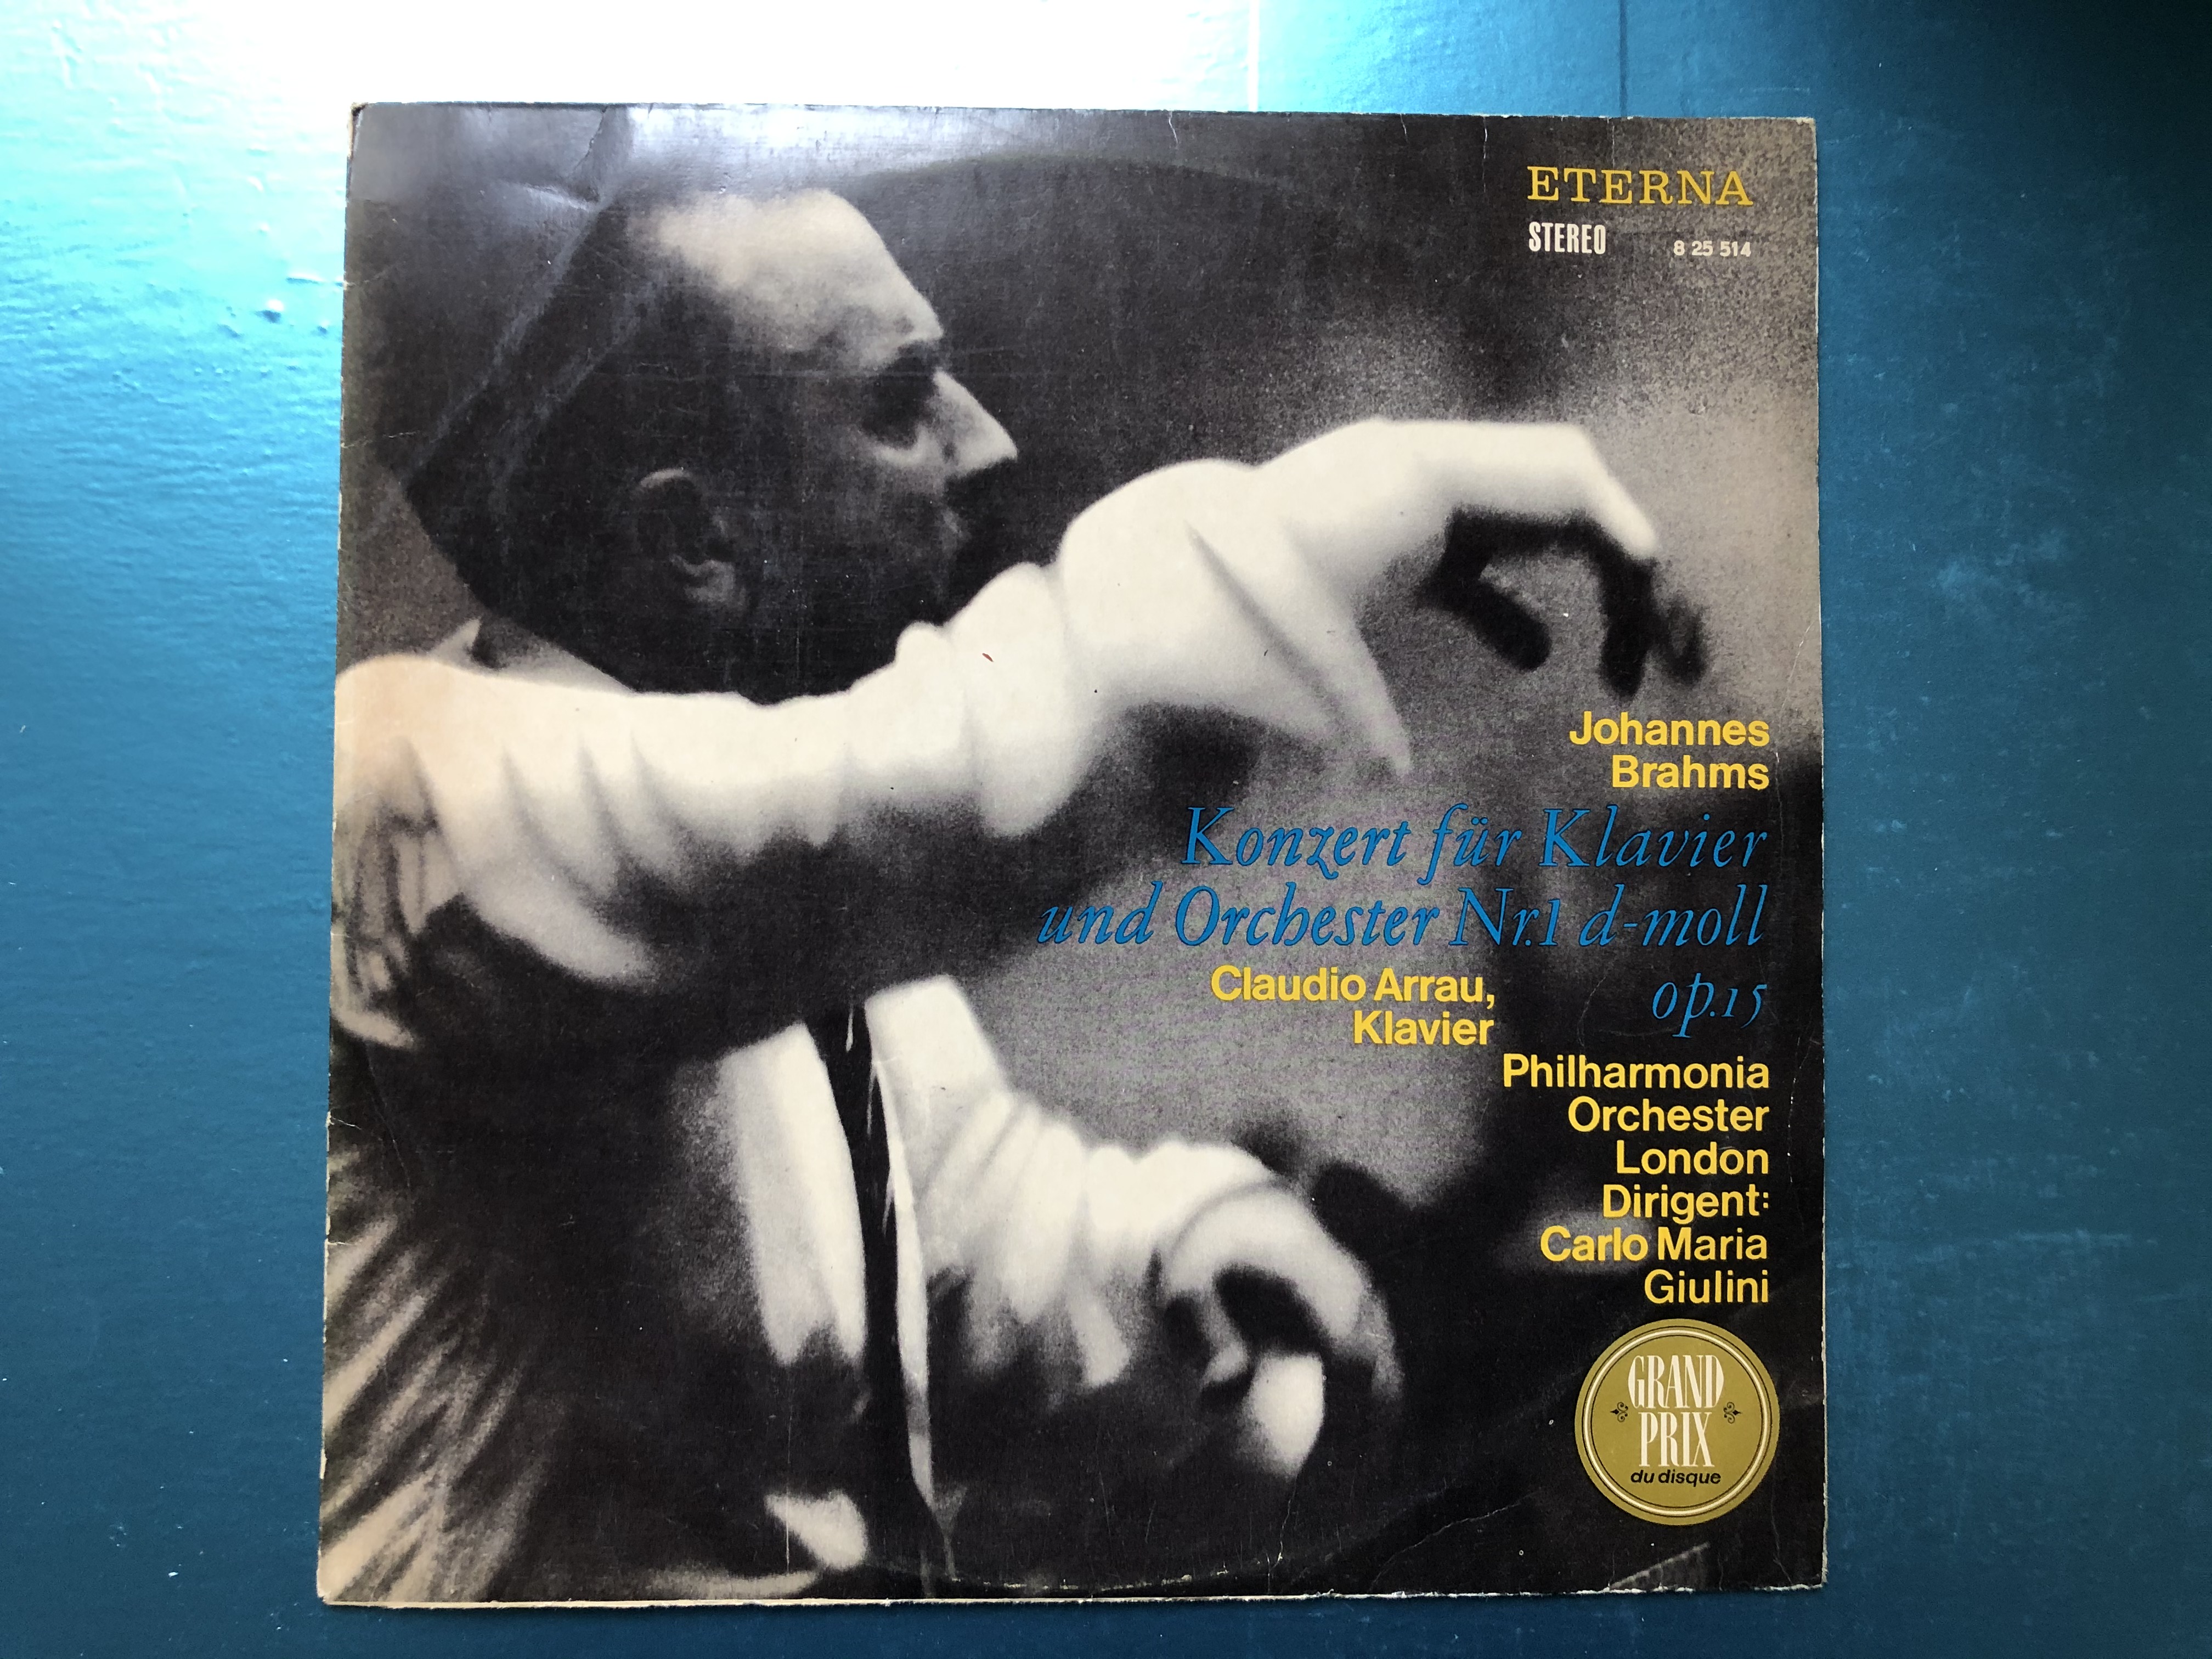 ETERNA
STEREO 8 25 514
Johannes
Brahms
Konzert für Klavier
und Orchester Nr.1 d-moll
op.15
Claudio Arrau,
Klavier
Philharmonia
Orchester
London
Dirigent:
Carlo Maria
Giulini
GRAND
PRIX
du disque